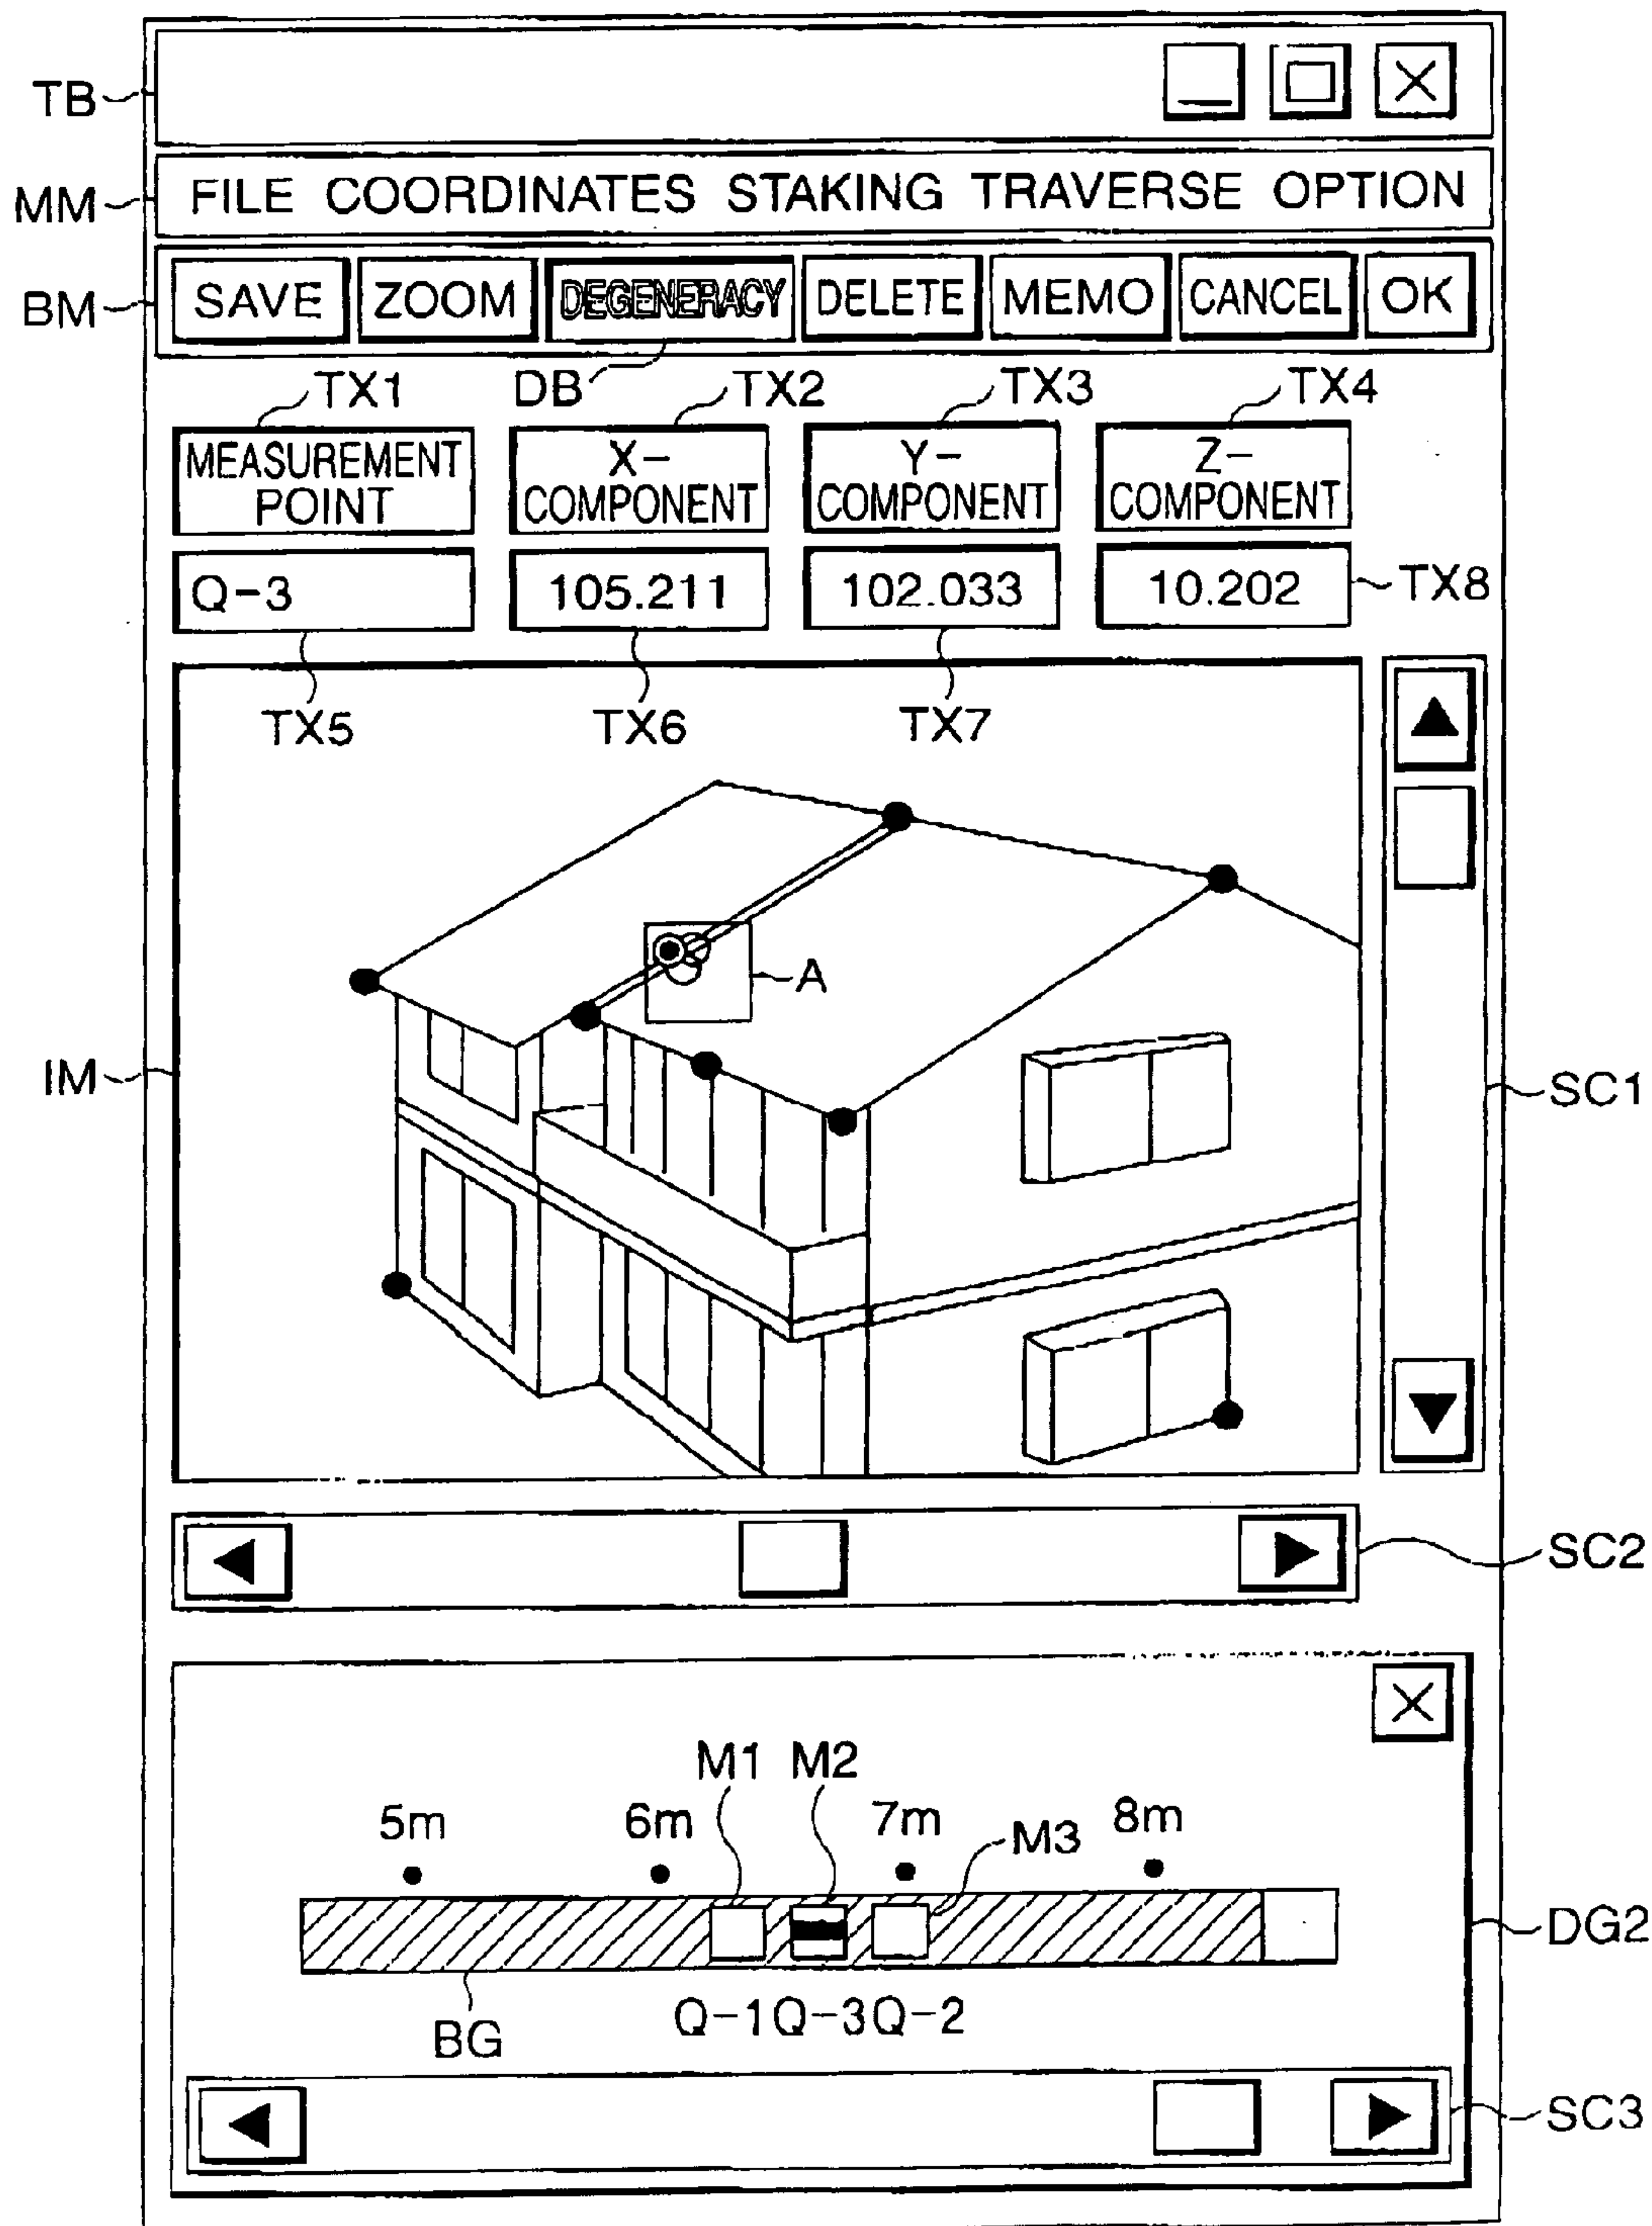 TB
MM FILE COORDINATES STAKING TRAVERSE OPTION
BM SAVE ZOOM DEGENERACY DELETE MEMO CANCEL OK
TX1 DB TX2 TX3 TX4
MEASUREMENT POINT X-COMPONENT Y-COMPONENT Z-COMPONENT
Q-3 105.211 102.033 10.202 TX8
TX5 TX6 TX7
A
IM SC1
SC2
M1 M2
5m 6m 7m M3 8m
DG2
Q-1Q-3Q-2
BG
SC3